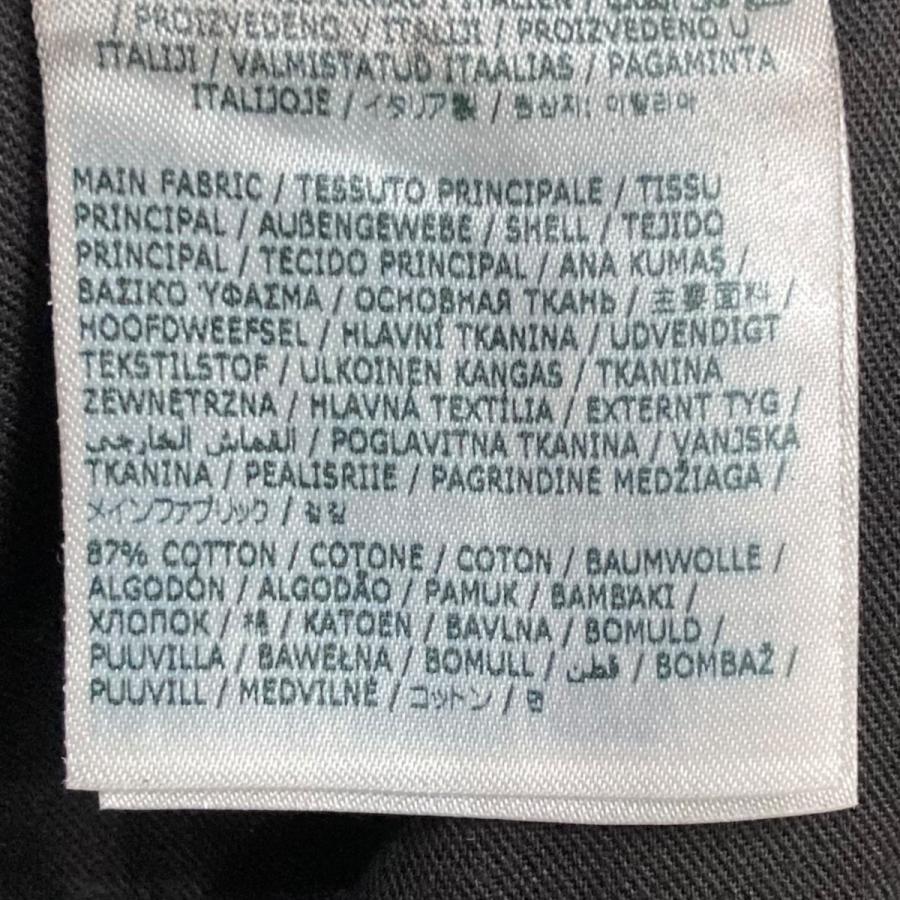 / PROIZVEDENO V ITALIJI / PROIZVEDENO U
ITALIJI / VALMISTATUD ITAALIAS / PAGAMINTA
ITALIJOJE / イタリア製 / 원산지: 이탈리아
MAIN FABRIC / TESSUTO PRINCIPALE / TISSU
PRINCIPAL / AUßENGEWEBE / SHELL / TEJIDO
PRINCIPAL / TECIDO PRINCIPAL / ANA KUMAŞ /
ΒΑΣΙΚΟ ΎΦΑΣΜΑ / ОСНОВНАЯ ТКАНЬ / 主要面料 /
HOOFDWEEFSEL / HLAVNÍ TKANINA / UDVENDIGT
TEKSTILSTOF / ULKOINEN KANGAS / TKANINA
ZEWNĘTRZNA / HLAVNÁ TEXTÍLIA / EXTERNT TYG /
القماش الخارجي / POGLAVITNA TKANINA / VANJSKA
TKANINA / PEALISRIIE / PAGRINDINĖ MEDŽIAGA /
メインファブリック / 겉감
87% COTTON / COTONE / COTON / BAUMWOLLE /
ALGODÓN / ALGODÃO / PAMUK / ΒΑΜΒΑΚΙ /
ХЛОПОК / 棉 / KATOEN / BAVLNA / BOMULD /
PUUVILLA / BAWEŁNA / BOMULL / قطن / BOMBAŽ /
PUUVILL / MEDVILNĖ / コットン / 면